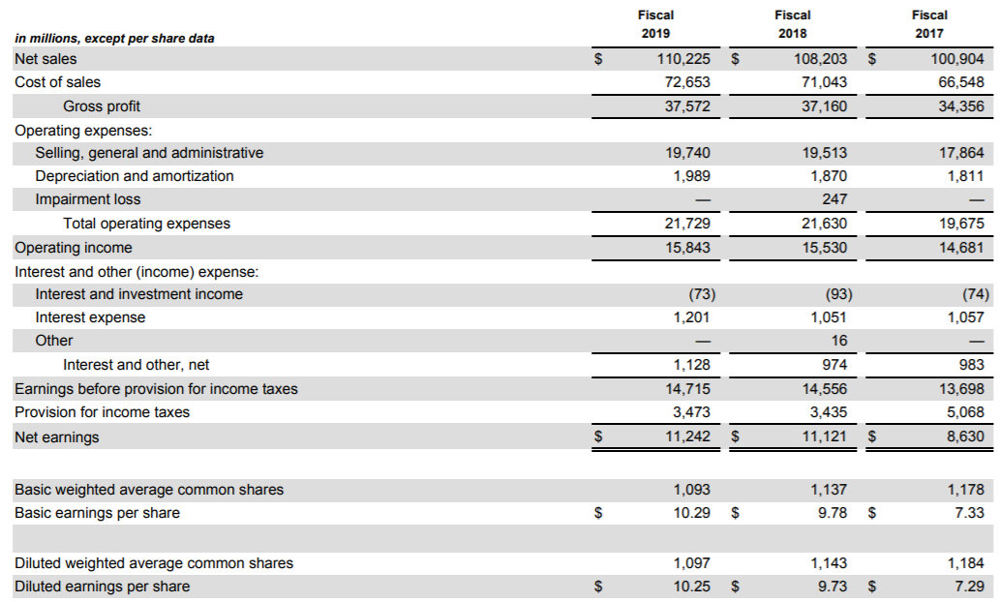 Fiscal Fiscal Fiscal
in millions, except per share data 2019 2018 2017
Net sales $ 110,225 $ 108,203 $ 100,904
Cost of sales 72,653 71,043 66,548
Gross profit 37,572 37,160 34,356
Operating expenses:
Selling, general and administrative 19,740 19,513 17,864
Depreciation and amortization 1,989 1,870 1,811
Impairment loss — 247 —
Total operating expenses 21,729 21,630 19,675
Operating income 15,843 15,530 14,681
Interest and other (income) expense:
Interest and investment income (73) (93) (74)
Interest expense 1,201 1,051 1,057
Other — 16 —
Interest and other, net 1,128 974 983
Earnings before provision for income taxes 14,715 14,556 13,698
Provision for income taxes 3,473 3,435 5,068
Net earnings $ 11,242 $ 11,121 $ 8,630
Basic weighted average common shares 1,093 1,137 1,178
Basic earnings per share $ 10.29 $ 9.78 $ 7.33
Diluted weighted average common shares 1,097 1,143 1,184
Diluted earnings per share $ 10.25 $ 9.73 $ 7.29